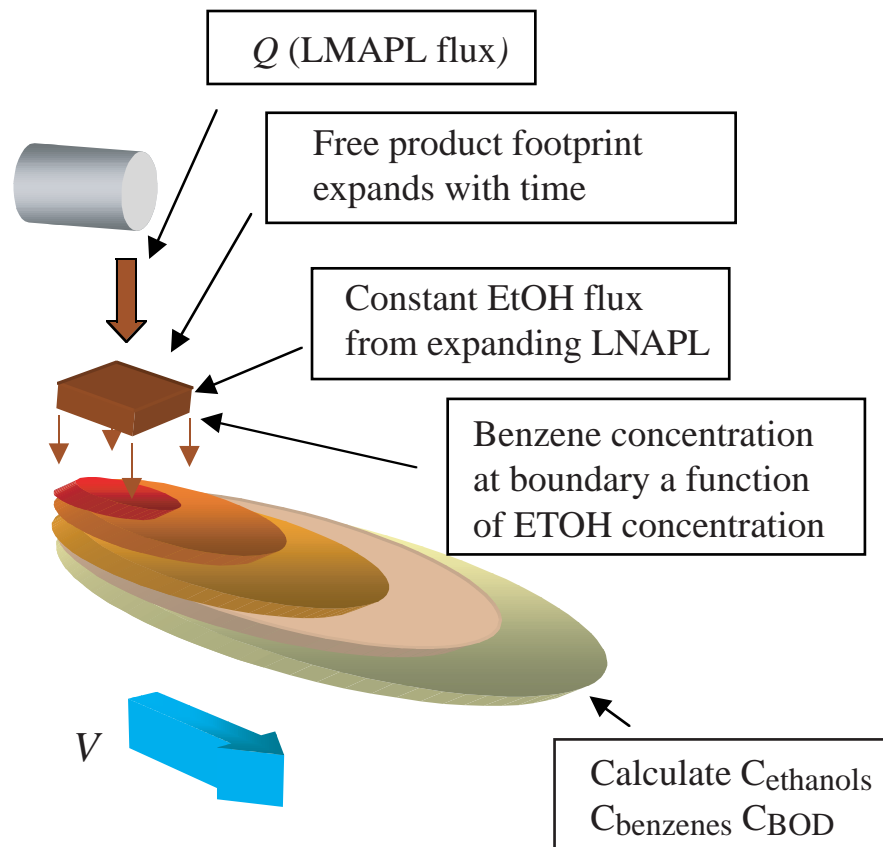 Q (LMAPL flux)
Free product footprint
expands with time
Constant EtOH flux
from expanding LNAPL
Benzene concentration
at boundary a function
of ETOH concentration
V
Calculate Cethanols
Cbenzenes CBOD